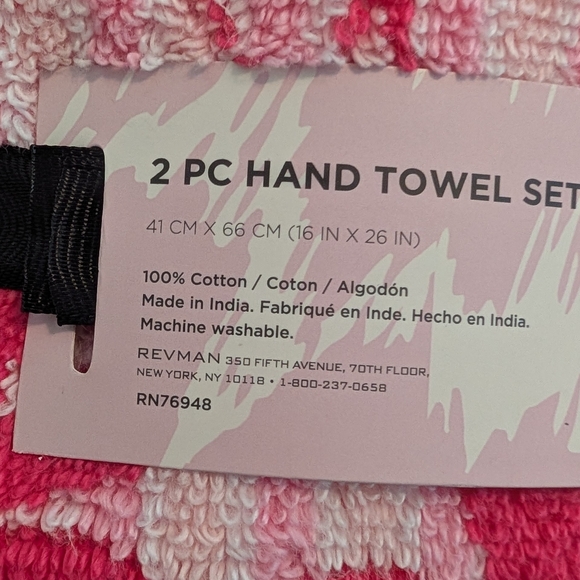 2 PC HAND TOWEL SET
41 CM X 66 CM (16 IN X 26 IN)
100% Cotton / Coton / Algodón
Made in India. Fabriqué en Inde. Hecho en India.
Machine washable.
REVMAN 350 FIFTH AVENUE, 70TH FLOOR,
NEW YORK, NY 10118 • 1-800-237-0658
RN76948